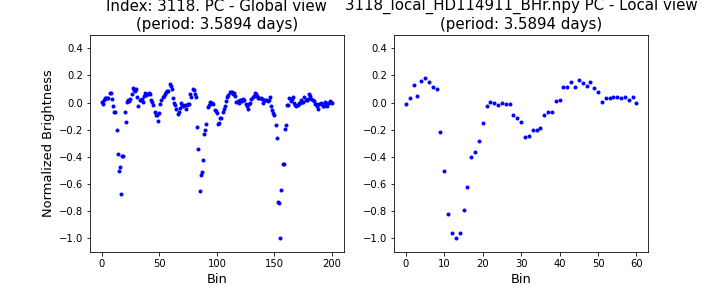 Index: 3118. PC - Global view
(period: 3.5894 days)
3118_local_HD114911_BHr.npy PC - Local view
(period: 3.5894 days)
Normalized Brightness
0.4
0.2
0.0
−0.2
−0.4
−0.6
−0.8
−1.0
0 50 100 150 200
Bin
0.4
0.2
0.0
−0.2
−0.4
−0.6
−0.8
−1.0
0 10 20 30 40 50 60
Bin